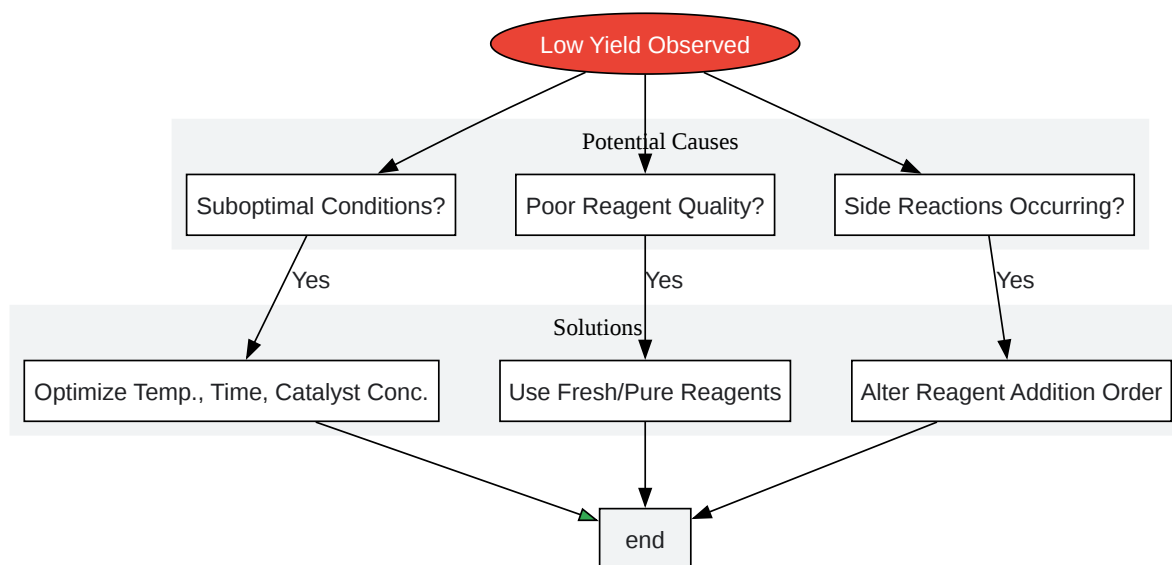 Low Yield Observed
Potential Causes
Suboptimal Conditions?
Poor Reagent Quality?
Side Reactions Occurring?
Yes
Yes
Yes
Solutions
Optimize Temp., Time, Catalyst Conc.
Use Fresh/Pure Reagents
Alter Reagent Addition Order
end